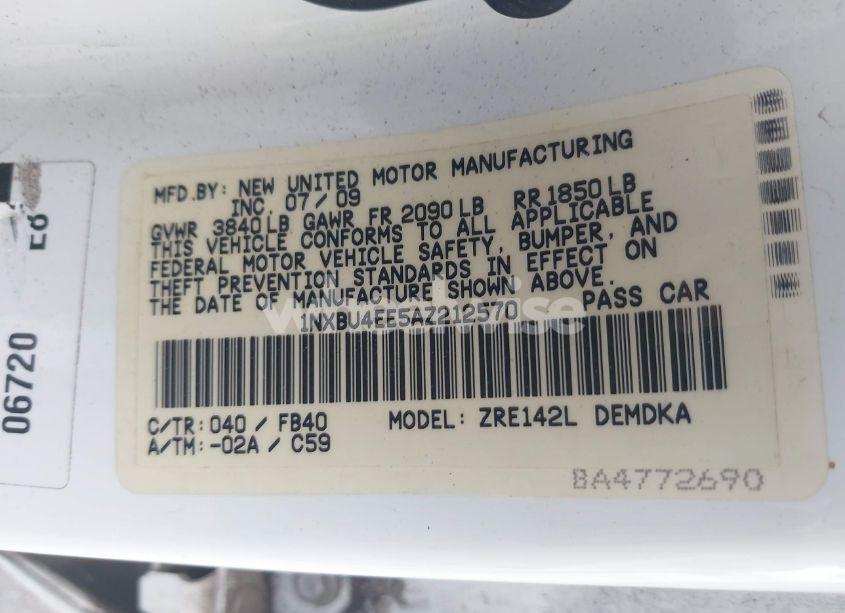 MFD.BY: NEW UNITED MOTOR MANUFACTURING
INC. 07/09
GVWR 3840 LB GAWR FR 2090 LB RR 1850 LB
THIS VEHICLE CONFORMS TO ALL APPLICABLE
FEDERAL MOTOR VEHICLE SAFETY, BUMPER, AND
THEFT PREVENTION STANDARDS IN EFFECT ON
THE DATE OF MANUFACTURE SHOWN ABOVE.
1NXBU4EE5AZ212570 PASS CAR
C/TR: 040 / FB40 MODEL: ZRE142L DEMDKA
A/TM: -02A / C59
BA4772690
06720